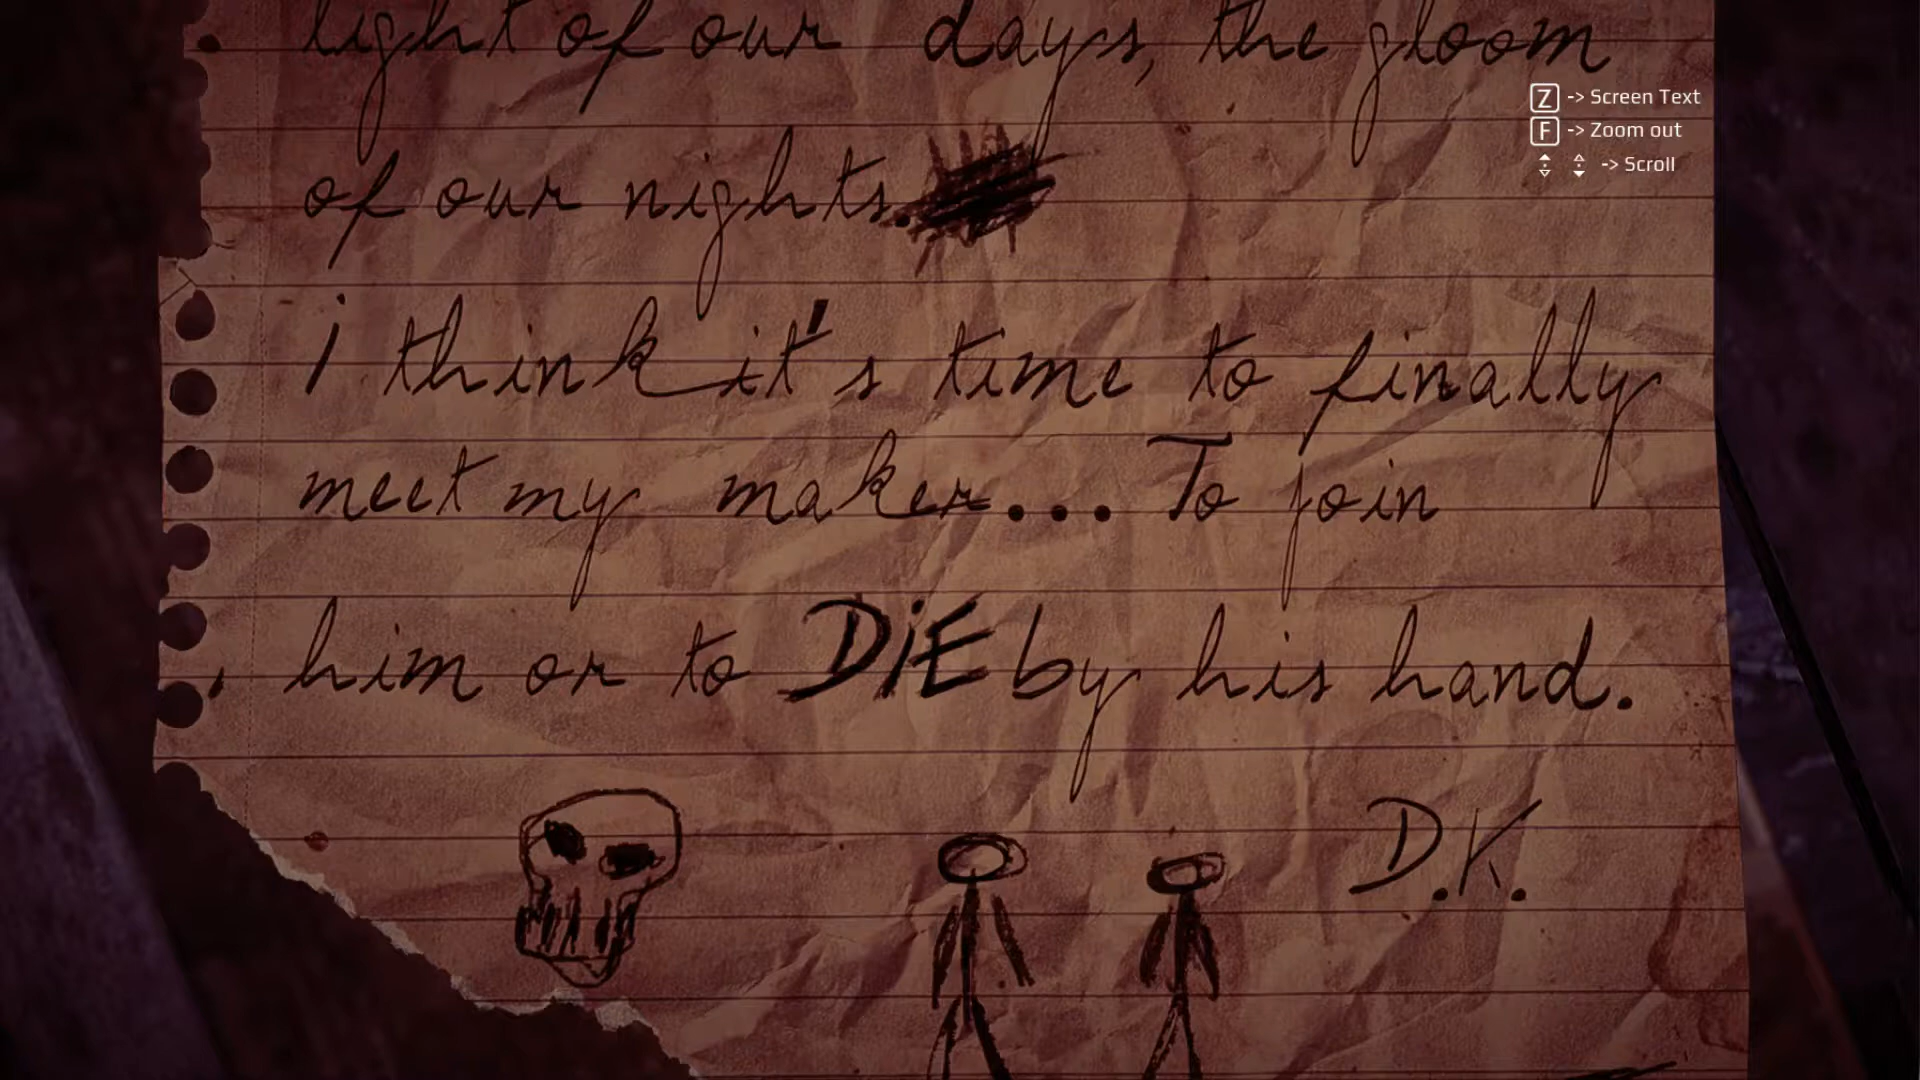 light of our days, the gloom
of our nights.
i think it's time to finally
meet my maker... To join
him or to DiE by his hand.
D.K.
Z -> Screen Text
F -> Zoom out
-> Scroll